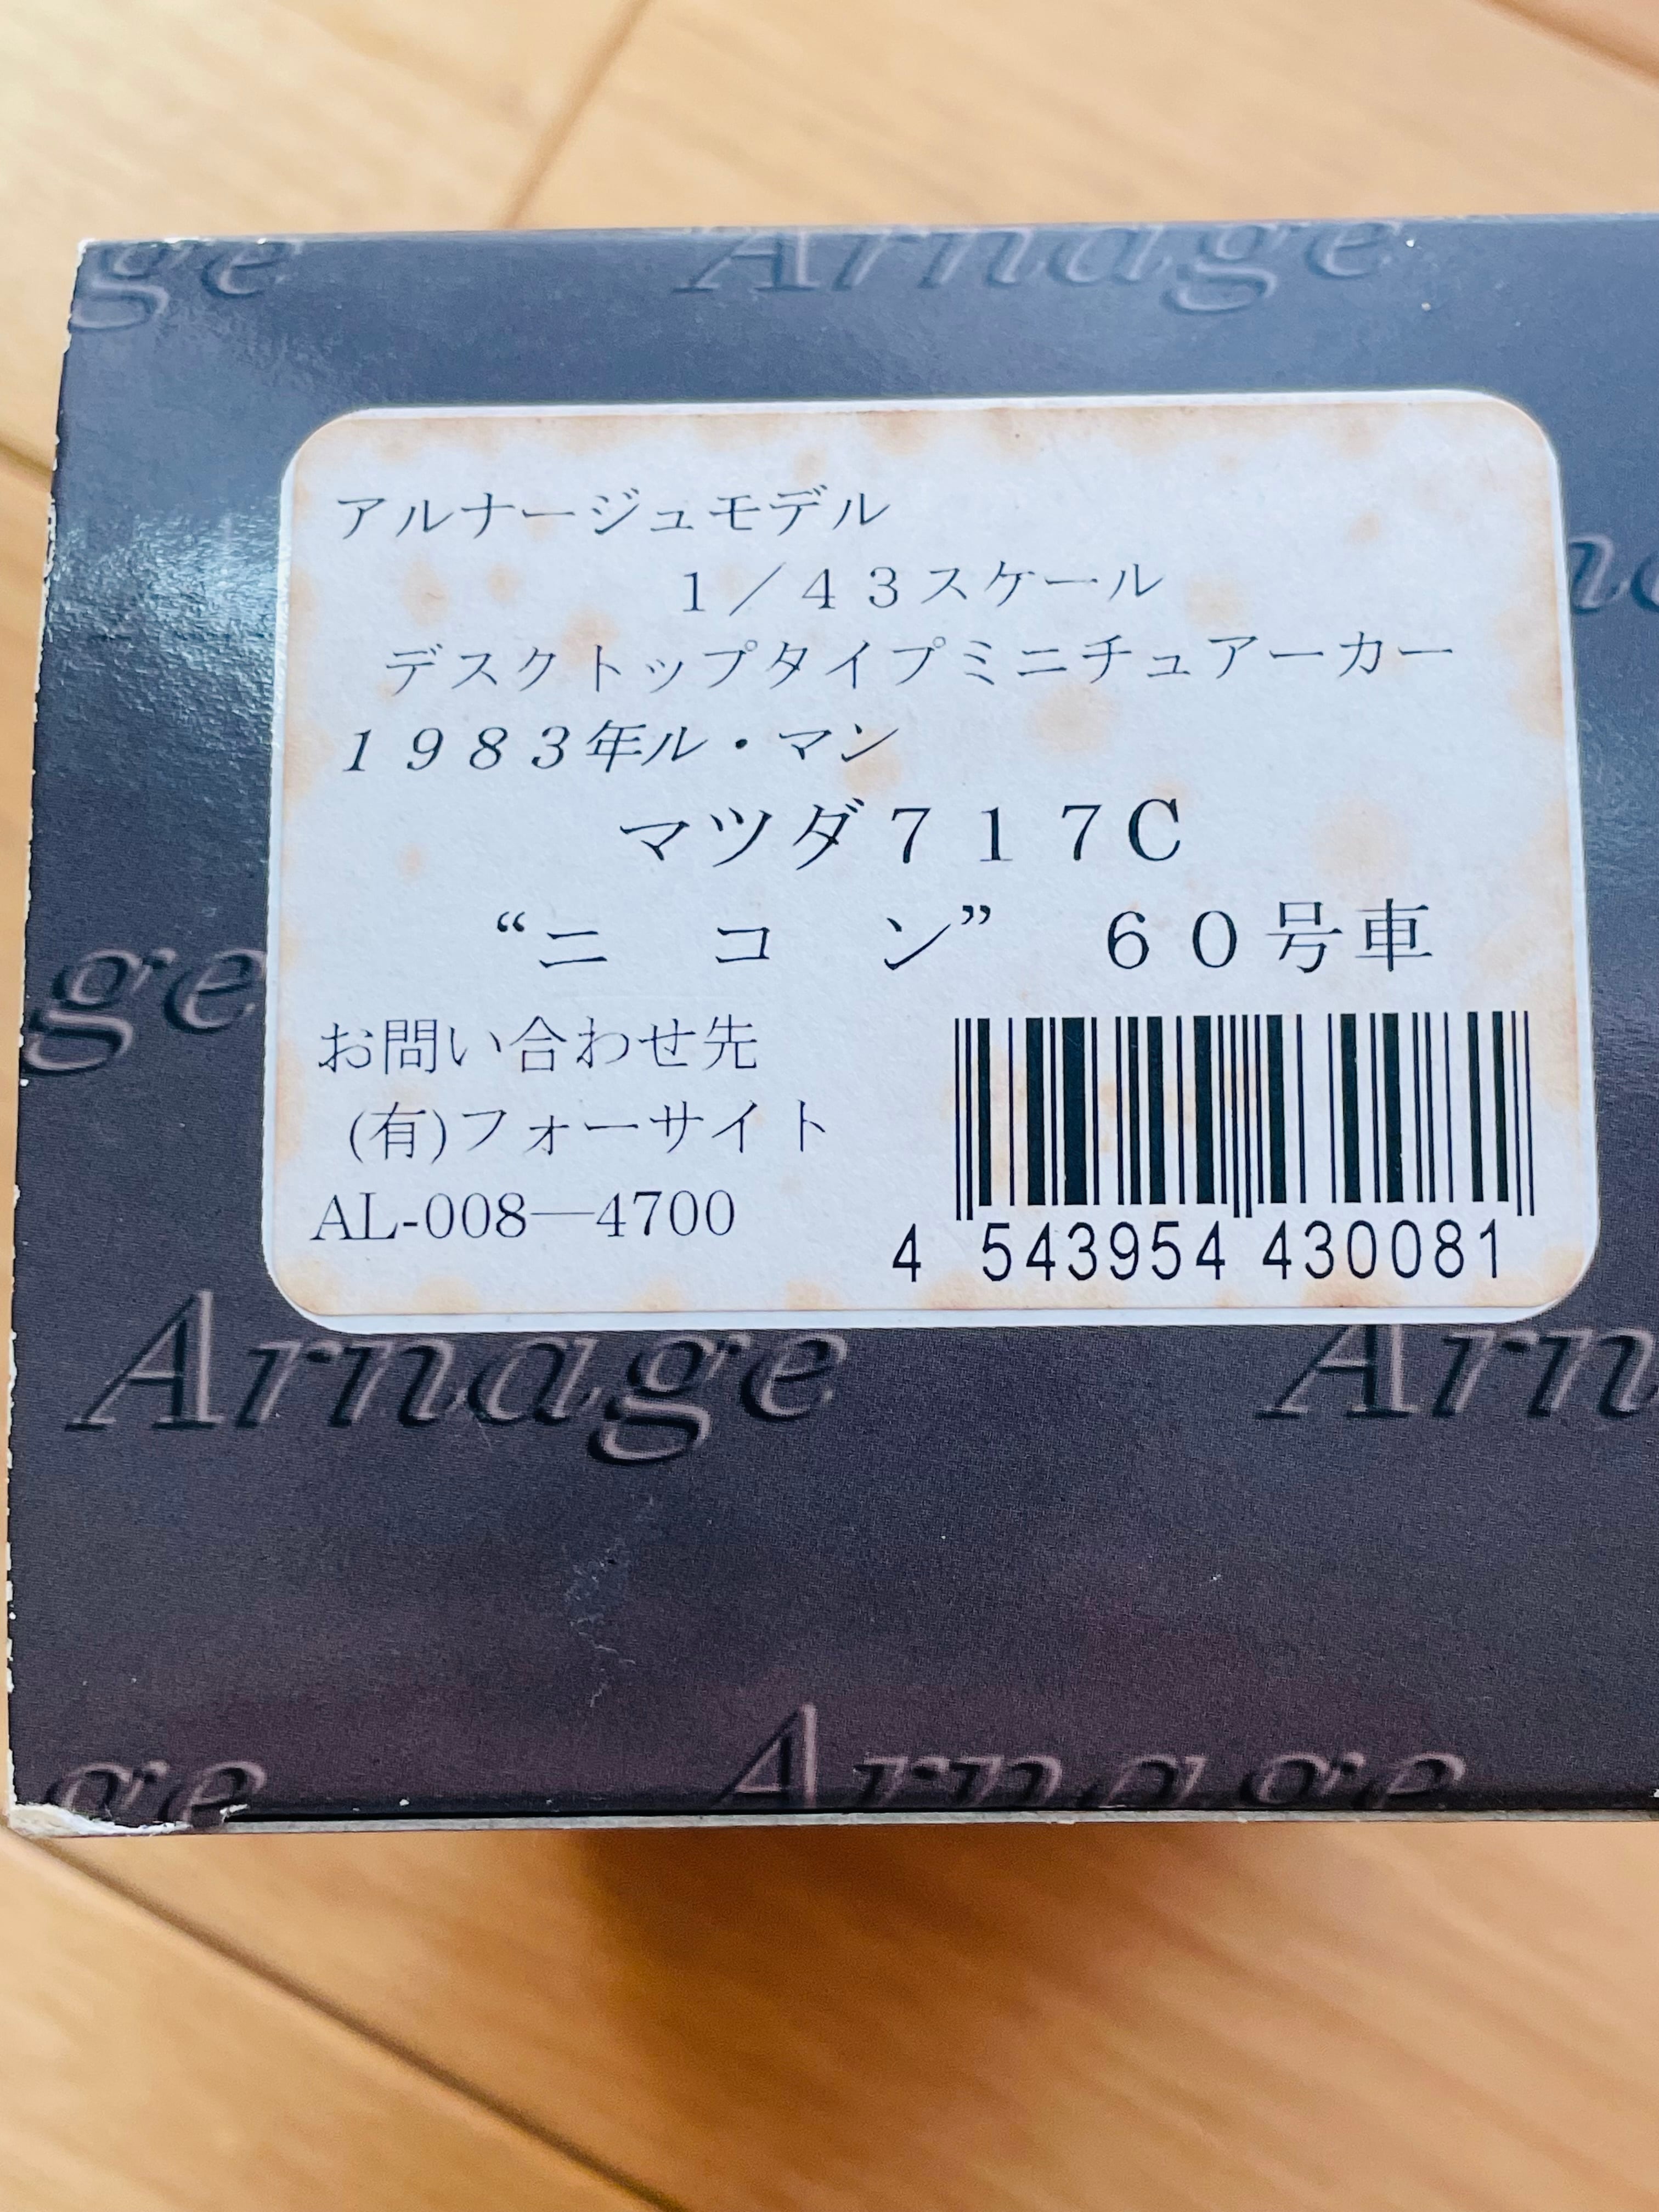 ge Arnage
アルナージュモデル
1／43スケール
デスクトップタイプミニチュアーカー
1983年ル・マン
マツダ717C
“ニ コ ン” 60号車
お問い合わせ先
(有)フォーサイト
AL-008―4700
4 543954 430081
ge
Arnage Arn
ge Arnage